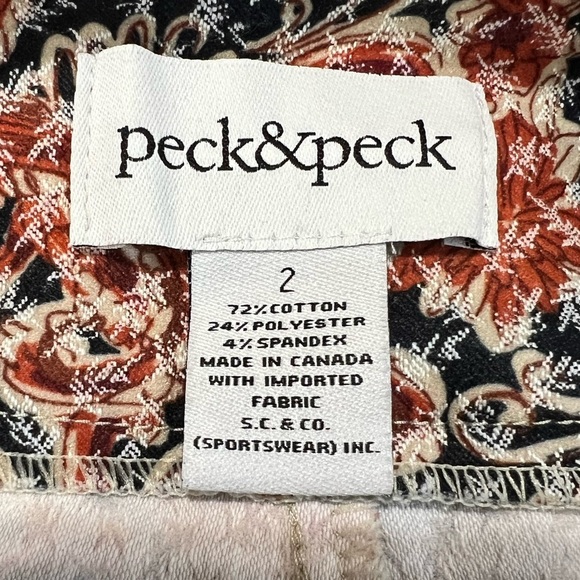 peck&peck
2
72% COTTON
24% POLYESTER
4% SPANDEX
MADE IN CANADA
WITH IMPORTED
FABRIC
S.C. & CO.
(SPORTSWEAR) INC.